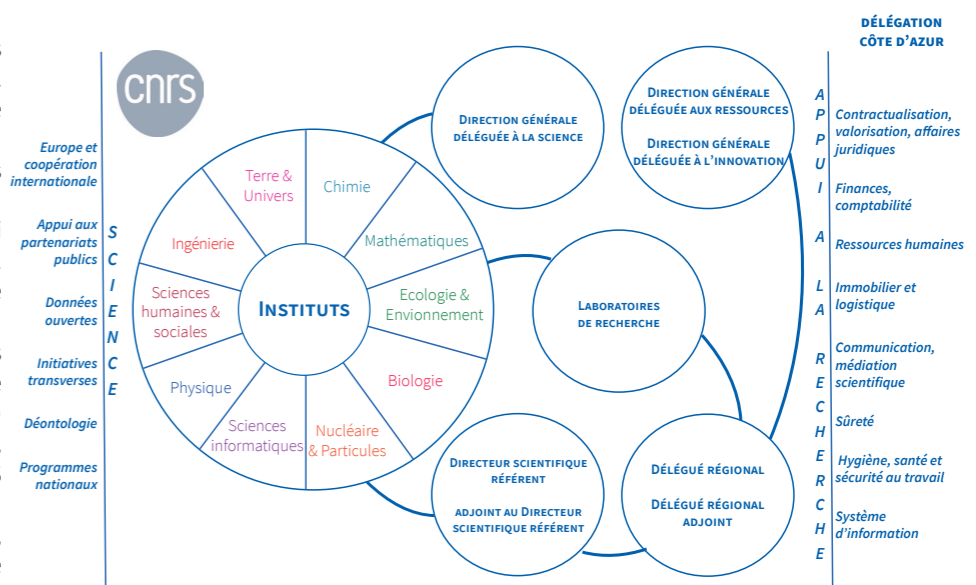 DÉLÉGATION
CÔTE D'AZUR
cnrs
Europe et
coopération
internationale
Appui aux
partenariats
publics
Données
ouvertes
Initiatives
transverses
Déontologie
Programmes
nationaux
SCIENCE
INSTITUTS
Terre &
Univers
Chimie
Mathématiques
Ecologie &
Envionnement
Biologie
Nucléaire
& Particules
Sciences
informatiques
Physique
Sciences
humaines &
sociales
Ingénierie
DIRECTION GÉNÉRALE
DÉLÉGUÉE À LA SCIENCE
DIRECTION GÉNÉRALE
DÉLÉGUÉE AUX RESSOURCES
DIRECTION GÉNÉRALE
DÉLÉGUÉE À L'INNOVATION
LABORATOIRES
DE RECHERCHE
DIRECTEUR SCIENTIFIQUE
RÉFÉRENT
ADJOINT AU DIRECTEUR
SCIENTIFIQUE RÉFÉRENT
DÉLÉGUÉ RÉGIONAL
DÉLÉGUÉ RÉGIONAL
ADJOINT
APPUI A LA RECHERCHE
Contractualisation,
valorisation, affaires
juridiques
Finances,
comptabilité
Ressources humaines
Immobilier et
logistique
Communication,
médiation
scientifique
Sûreté
Hygiène, santé et
sécurité au travail
Système
d'information